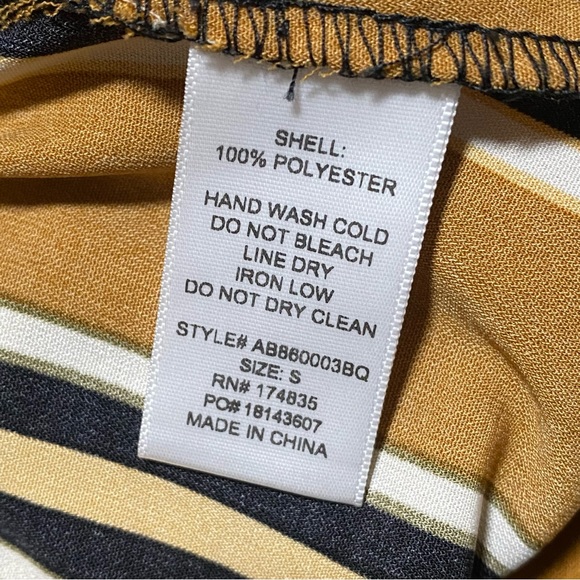 SHELL:
100% POLYESTER
HAND WASH COLD
DO NOT BLEACH
LINE DRY
IRON LOW
DO NOT DRY CLEAN
STYLE# AB860003BQ
SIZE: S
RN# 174835
PO# 18143607
MADE IN CHINA